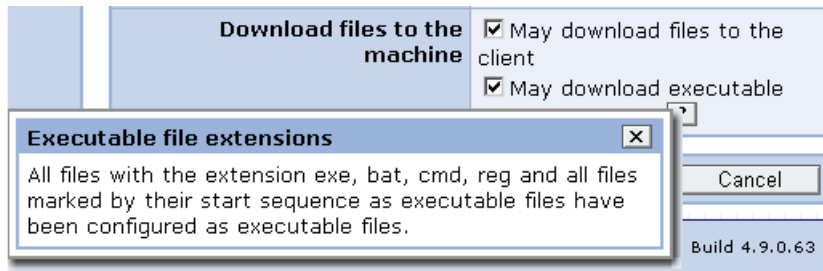 Download files to the
machine
May download files to the
client
May download executable
?
Executable file extensions
All files with the extension exe, bat, cmd, reg and all files
marked by their start sequence as executable files have
been configured as executable files.
Cancel
Build 4.9.0.63